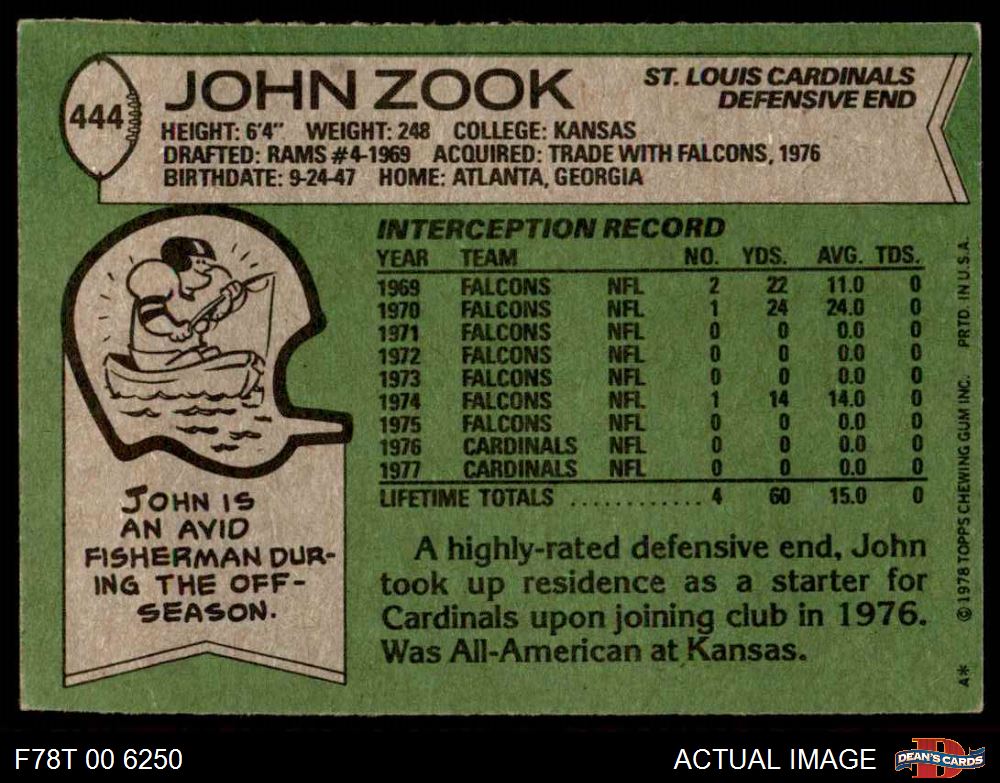 444
JOHN ZOOK
ST. LOUIS CARDINALS
DEFENSIVE END
HEIGHT: 6'4" WEIGHT: 248 COLLEGE: KANSAS
DRAFTED: RAMS #4-1969 ACQUIRED: TRADE WITH FALCONS, 1976
BIRTHDATE: 9-24-47 HOME: ATLANTA, GEORGIA
INTERCEPTION RECORD
YEAR TEAM NO. YDS. AVG. TDS.
1969 FALCONS NFL 2 22 11.0 0
1970 FALCONS NFL 1 24 24.0 0
1971 FALCONS NFL 0 0 0.0 0
1972 FALCONS NFL 0 0 0.0 0
1973 FALCONS NFL 0 0 0.0 0
1974 FALCONS NFL 1 14 14.0 0
1975 FALCONS NFL 0 0 0.0 0
1976 CARDINALS NFL 0 0 0.0 0
1977 CARDINALS NFL 0 0 0.0 0
LIFETIME TOTALS ............ 4 60 15.0 0
JOHN IS
AN AVID
FISHERMAN DUR-
ING THE OFF-
SEASON.
A highly-rated defensive end, John
took up residence as a starter for
Cardinals upon joining club in 1976.
Was All-American at Kansas.
A* © 1978 TOPPS CHEWING GUM INC. PRTD. IN U.S.A.
F78T 00 6250
ACTUAL IMAGE
D
DEAN'S CARDS